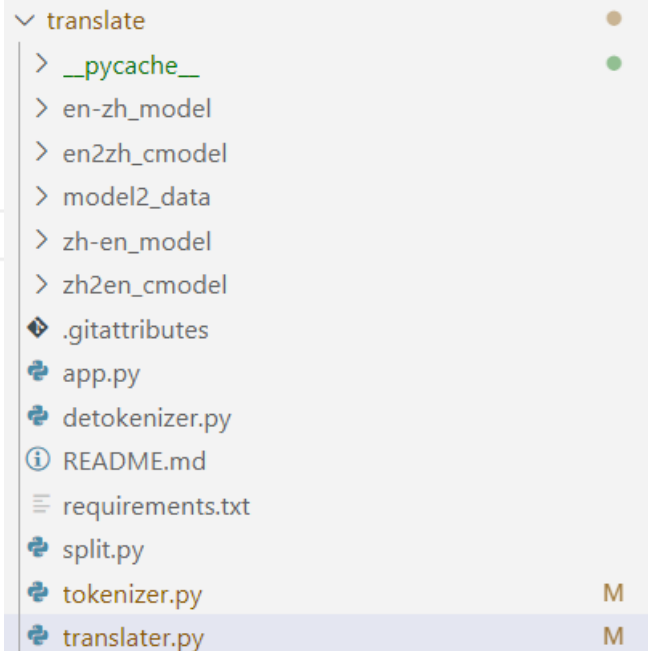 translate
__pycache__
en-zh_model
en2zh_cmodel
model2_data
zh-en_model
zh2en_cmodel
.gitattributes
app.py
detokenizer.py
README.md
requirements.txt
split.py
tokenizer.py M
translater.py M